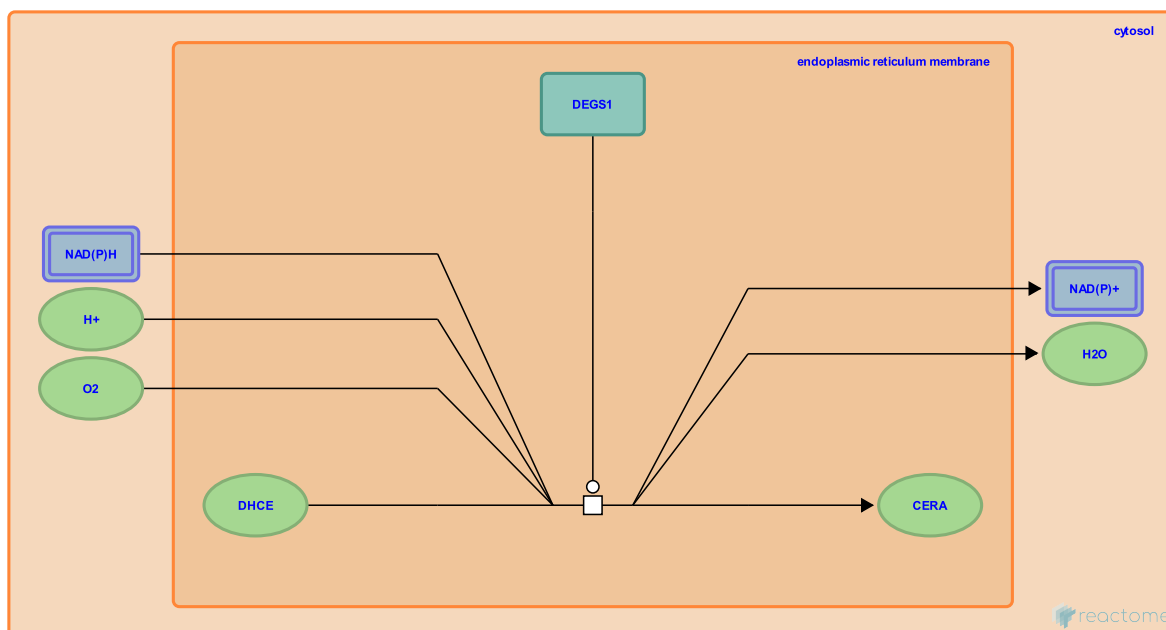 cytosol
endoplasmic reticulum membrane
DEGS1
NAD(P)H
NAD(P)+
H+
H2O
O2
DHCE
CERA
reactome